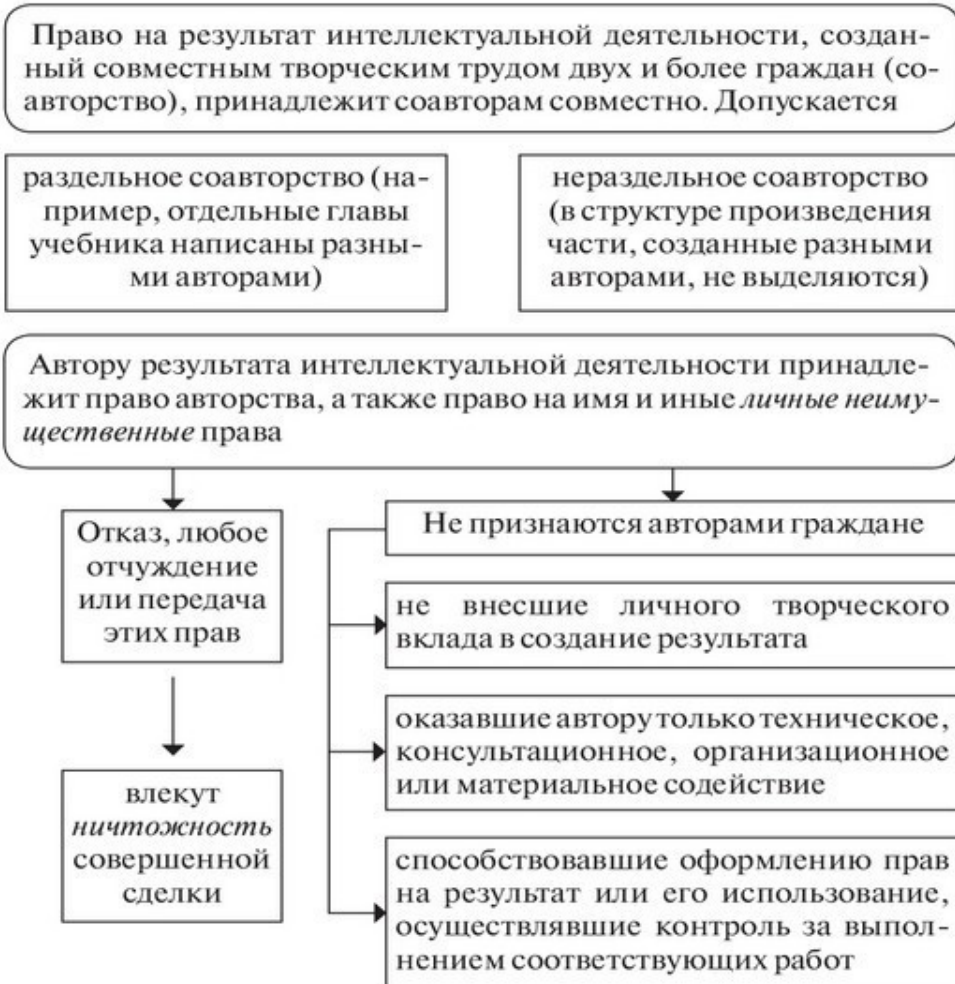 Право на результат интеллектуальной деятельности, создан-
ный совместным творческим трудом двух и более граждан (со-
авторство), принадлежит соавторам совместно. Допускается
раздельное соавторство (на-
пример, отдельные главы
учебника написаны разны-
ми авторами)
нераздельное соавторство
(в структуре произведения
части, созданные разными
авторами, не выделяются)
Автору результата интеллектуальной деятельности принадле-
жит право авторства, а также право на имя и иные личные неиму-
щественные права
Отказ, любое
отчуждение
или передача
этих прав
влекут
ничтожность
совершенной
сделки
Не признаются авторами граждане
не внесшие личного творческого
вклада в создание результата
оказавшие автору только техническое,
консультационное, организационное
или материальное содействие
способствовавшие оформлению прав
на результат или его использование,
осуществлявшие контроль за выпол-
нением соответствующих работ